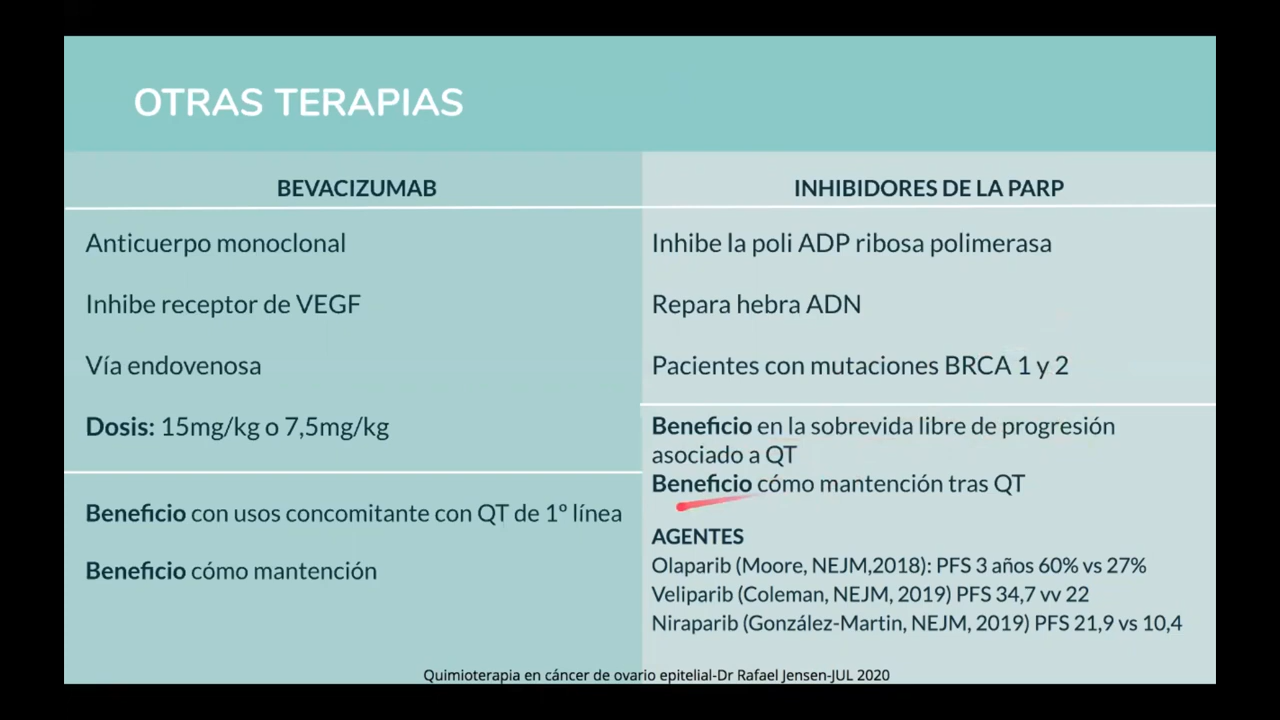 OTRAS TERAPIAS
BEVACIZUMAB
Anticuerpo monoclonal
Inhibe receptor de VEGF
Vía endovenosa
Dosis: 15mg/kg o 7,5mg/kg
Beneficio con usos concomitante con QT de 1º línea
Beneficio cómo mantención
INHIBIDORES DE LA PARP
Inhibe la poli ADP ribosa polimerasa
Repara hebra ADN
Pacientes con mutaciones BRCA 1 y 2
Beneficio en la sobrevida libre de progresión
asociado a QT
Beneficio cómo mantención tras QT
AGENTES
Olaparib (Moore, NEJM,2018): PFS 3 años 60% vs 27%
Veliparib (Coleman, NEJM, 2019) PFS 34,7 vv 22
Niraparib (González-Martin, NEJM, 2019) PFS 21,9 vs 10,4
Quimioterapia en cáncer de ovario epitelial-Dr Rafael Jensen-JUL 2020